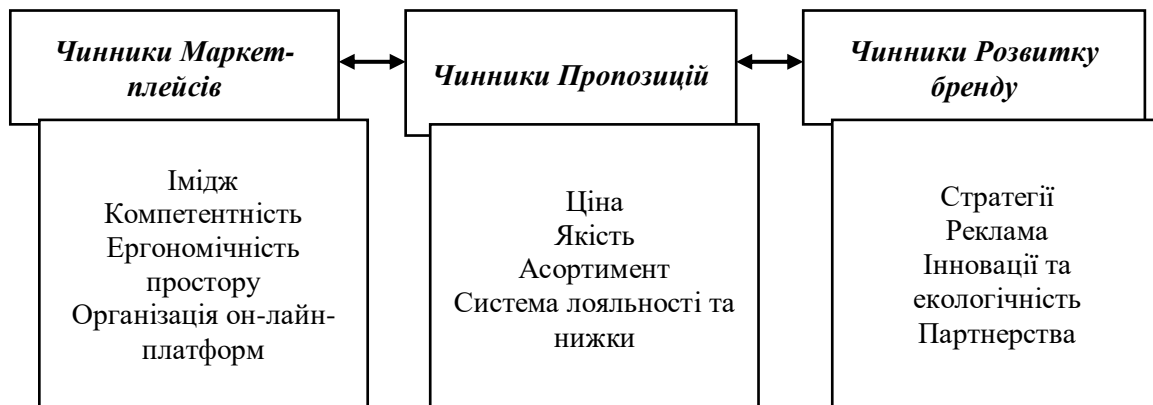 Чинники Маркет-
плейсів
Чинники Пропозицій
Чинники Розвитку
бренду
Імідж
Компетентність
Ергономічність
простору
Організація он-лайн-
платформ
Ціна
Якість
Асортимент
Система лояльності та
нижки
Стратегії
Реклама
Інновації та
екологічність
Партнерства